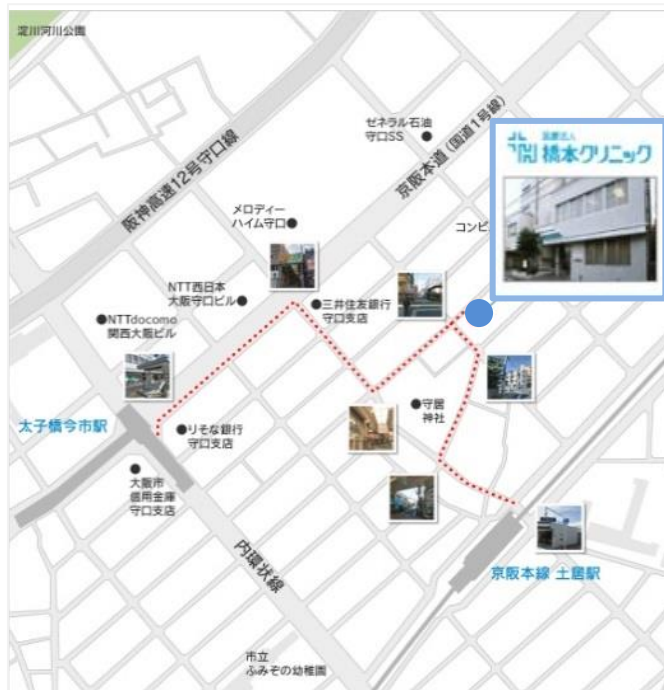 淀川河川公園
ゼネラル石油
守口SS
京阪本道(国道1号線)
阪神高速12号守口線
医療法人
橋本クリニック
メロディー
ハイム守口
コンビ
NTT西日本
大阪守口ビル
三井住友銀行
守口支店
NTTdocomo
関西大阪ビル
守居
神社
太子橋今市駅
りそな銀行
守口支店
大阪市
信用金庫
守口支店
内環状線
京阪本線 土居駅
市立
ふみぞの幼稚園